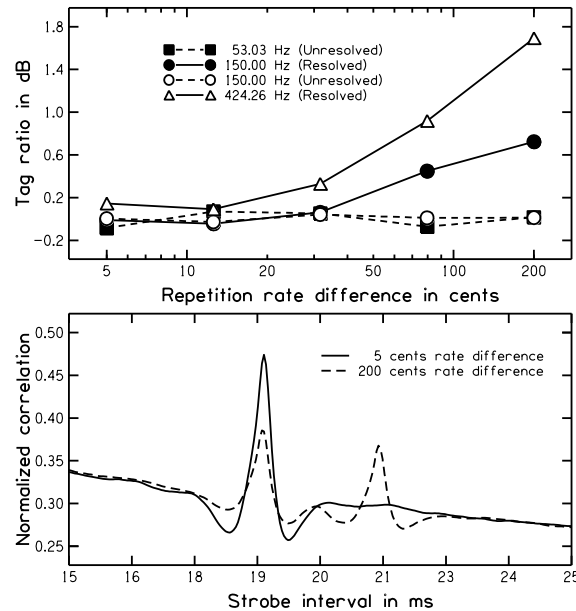 1.8
1.4
1.0
0.6
0.2
-0.2
Tag ratio in dB
53.03 Hz (Unresolved)
150.00 Hz (Resolved)
150.00 Hz (Unresolved)
424.26 Hz (Resolved)
5 10 20 50 100 200
Repetition rate difference in cents
0.50
0.45
0.40
0.35
0.30
0.25
Normalized correlation
5 cents rate difference
200 cents rate difference
15 16 17 18 19 20 21 22 23 24 25
Strobe interval in ms